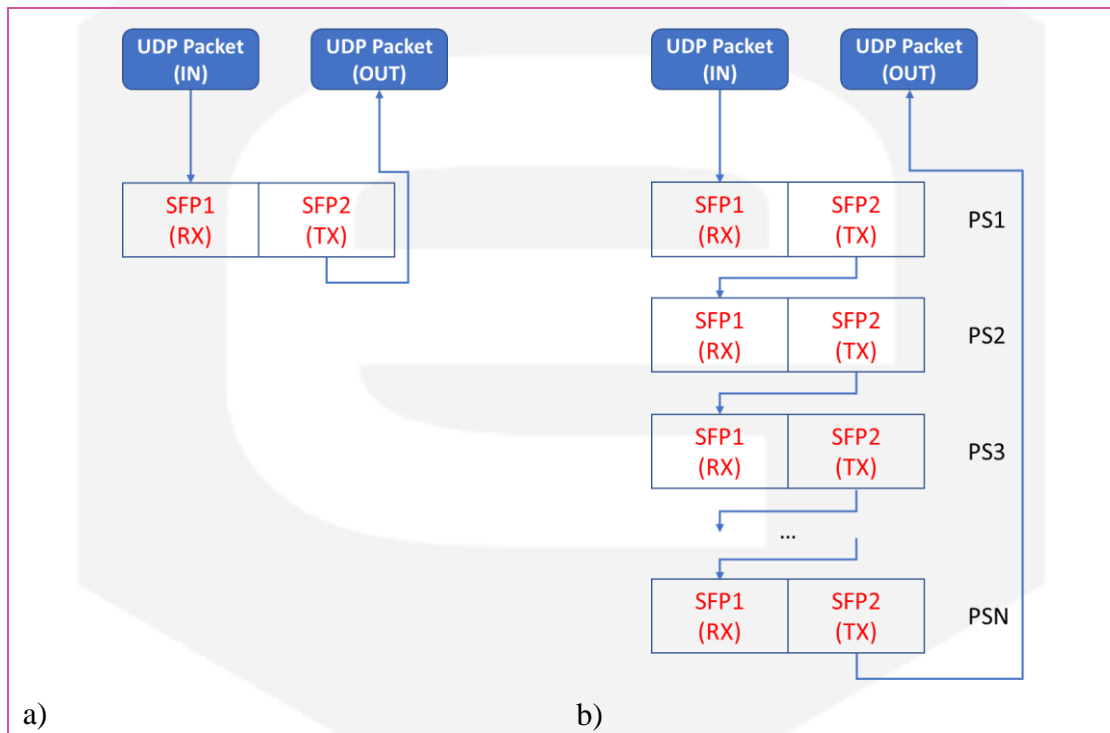 UDP Packet
(IN)
UDP Packet
(OUT)
SFP1
(RX)
SFP2
(TX)
a)
UDP Packet
(IN)
UDP Packet
(OUT)
SFP1
(RX)
SFP2
(TX)
PS1
SFP1
(RX)
SFP2
(TX)
PS2
SFP1
(RX)
SFP2
(TX)
PS3
...
SFP1
(RX)
SFP2
(TX)
PSN
b)